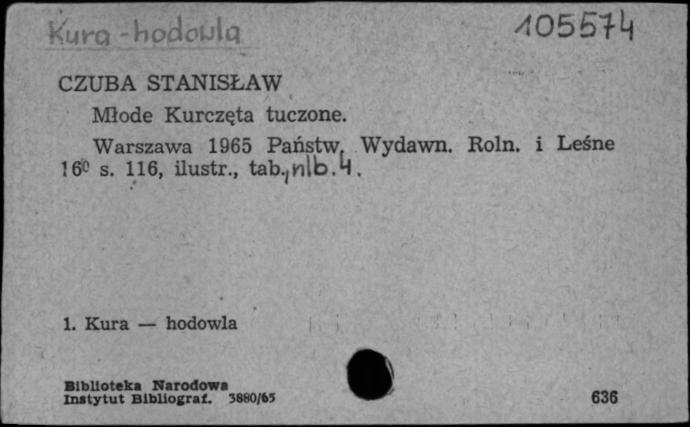 Kura - hodowla
105574
CZUBA STANISŁAW
Młode Kurczęta tuczone.
Warszawa 1965 Państw. Wydawn. Roln. i Leśne
16⁰ s. 116, ilustr., tab., nlb. 4.
1. Kura — hodowla
Biblioteka Narodowa
Instytut Bibliograf. 3880/65
636